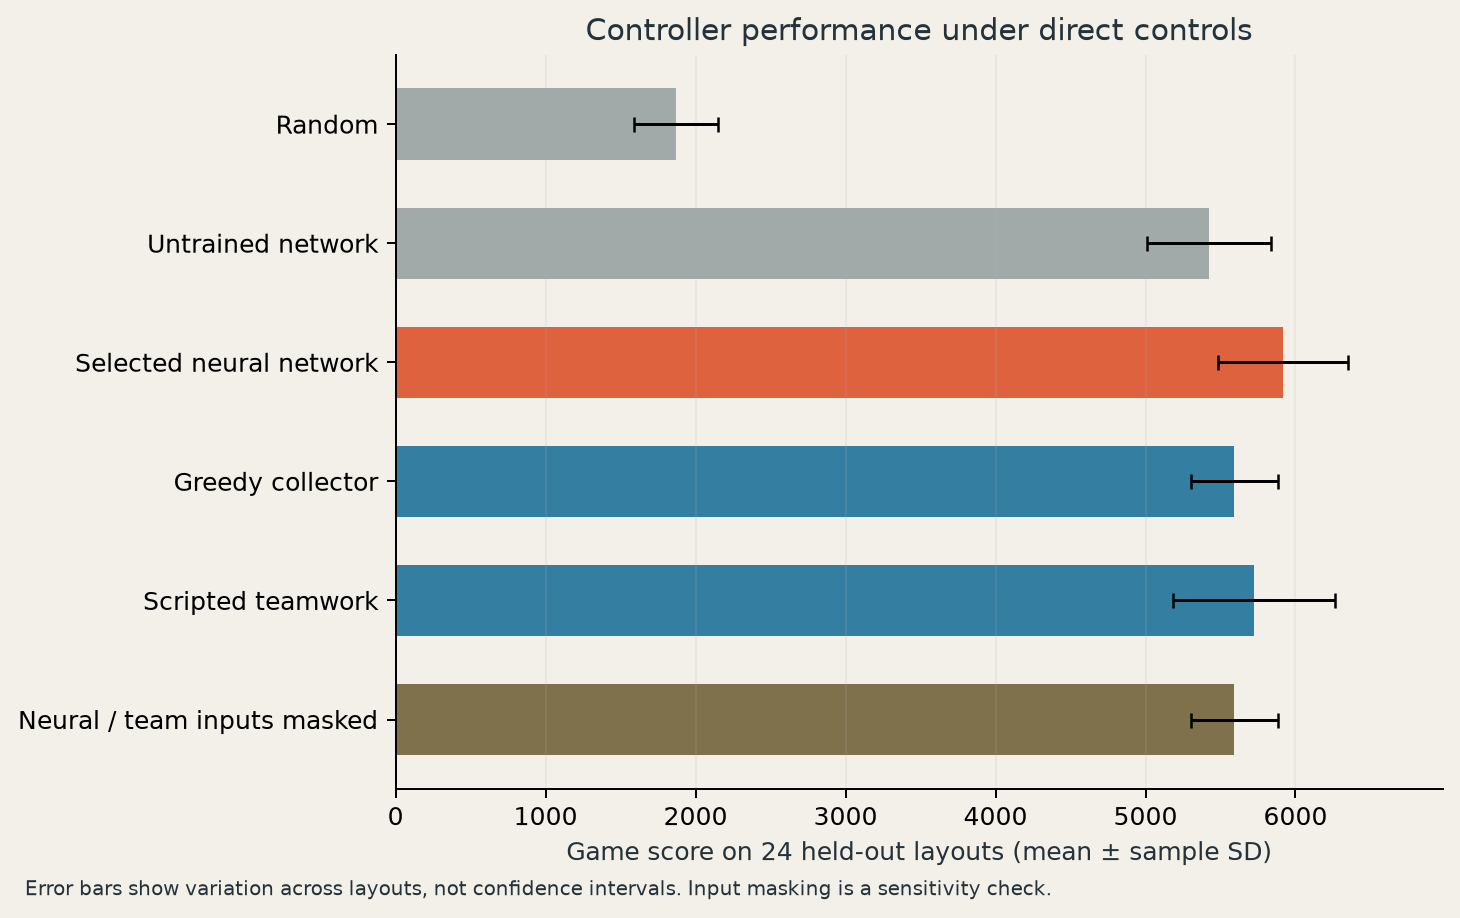 Controller performance under direct controls
Random
Untrained network
Selected neural network
Greedy collector
Scripted teamwork
Neural / team inputs masked
0 1000 2000 3000 4000 5000 6000
Game score on 24 held-out layouts (mean ± sample SD)
Error bars show variation across layouts, not confidence intervals. Input masking is a sensitivity check.